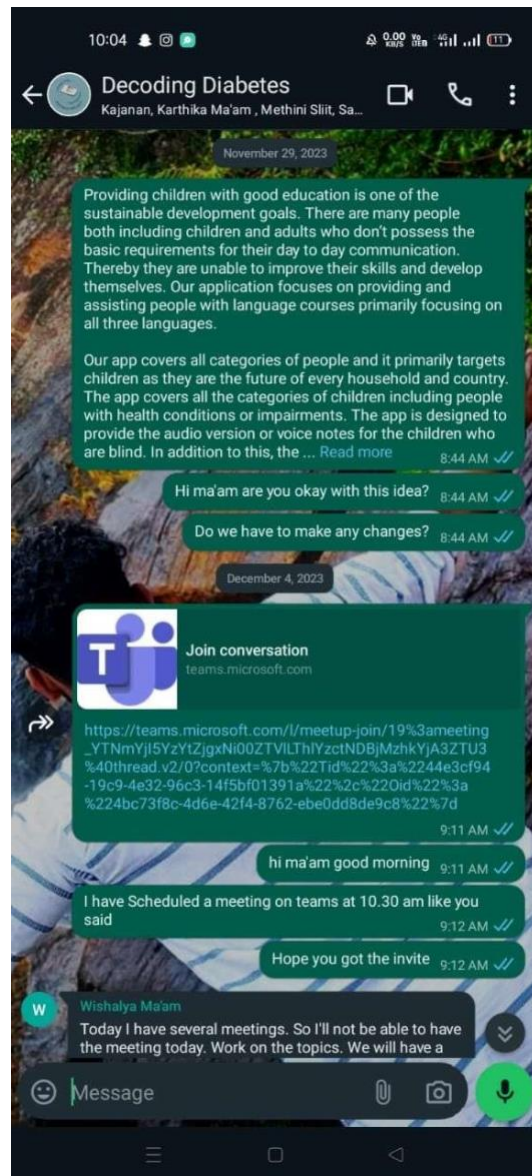 10:04
0.00 KB/S
Vo LTE
4G
11
Decoding Diabetes
Kajanan, Karthika Ma'am , Methini Sliit, Sa...
November 29, 2023
Providing children with good education is one of the
sustainable development goals. There are many people
both including children and adults who don't possess the
basic requirements for their day to day communication.
Thereby they are unable to improve their skills and develop
themselves. Our application focuses on providing and
assisting people with language courses primarily focusing on
all three languages.
Our app covers all categories of people and it primarily targets
children as they are the future of every household and country.
The app covers all the categories of children including people
with health conditions or impairments. The app is designed to
provide the audio version or voice notes for the children who
are blind. In addition to this, the ... Read more
8:44 AM
Hi ma'am are you okay with this idea? 8:44 AM
Do we have to make any changes? 8:44 AM
December 4, 2023
T
Join conversation
teams.microsoft.com
https://teams.microsoft.com/l/meetup-join/19%3ameeting
_YTNmYjI5YzYtZjgxNi00ZTVlLThlYzctNDBjMzhkYjA3ZTU3
%40thread.v2/0?context=%7b%22Tid%22%3a%2244e3cf94
-19c9-4e32-96c3-14f5bf01391a%22%2c%22Oid%22%3a
%224bc73f8c-4d6e-42f4-8762-ebe0dd8de9c8%22%7d
9:11 AM
hi ma'am good morning 9:11 AM
I have Scheduled a meeting on teams at 10.30 am like you
said
9:12 AM
Hope you got the invite 9:12 AM
W
Wishalya Ma'am
Today I have several meetings. So I'll not be able to have
the meeting today. Work on the topics. We will have a
Message